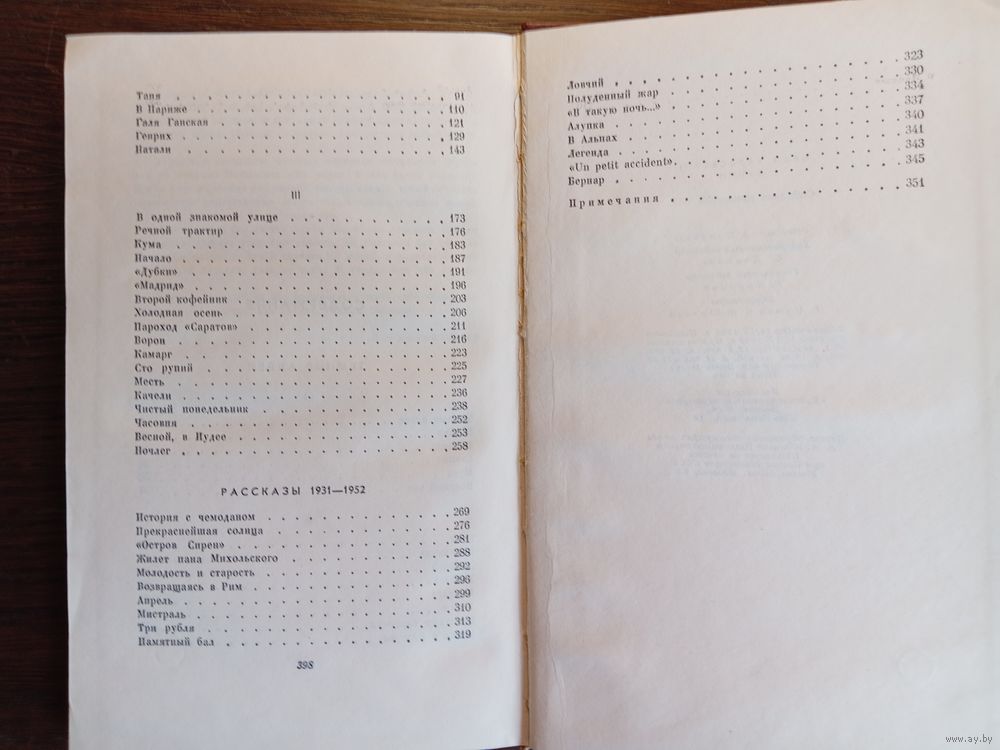 Таня 91
В Париже 110
Галя Ганская 121
Генрих 129
Натали 143
III
В одной знакомой улице 173
Речной трактир 176
Кума 183
Начало 187
«Дубки» 191
«Мадрид» 196
Второй кофейник 203
Холодная осень 206
Пароход «Саратов» 211
Ворон 216
Камарг 223
Сто рупий 225
Месть 227
Качели 236
Чистый понедельник 238
Часовня 252
Весной, в Иудее 253
Ночлег 258
РАССКАЗЫ 1931—1952
История с чемоданом 269
Прекраснейшая солнца 276
«Остров Сирен» 281
Жилет пана Михольского 288
Молодость и старость 292
Возвращаясь в Рим 296
Апрель 299
Мистраль 310
Три рубля 313
Памятный бал 319
398
Ловчий 323
Полуденный жар 330
«В такую ночь...» 334
Алупка 337
В Альпах 340
Легенда 341
«Un petit accident» 343
Бернар 345
Примечания 351
www.ay.by